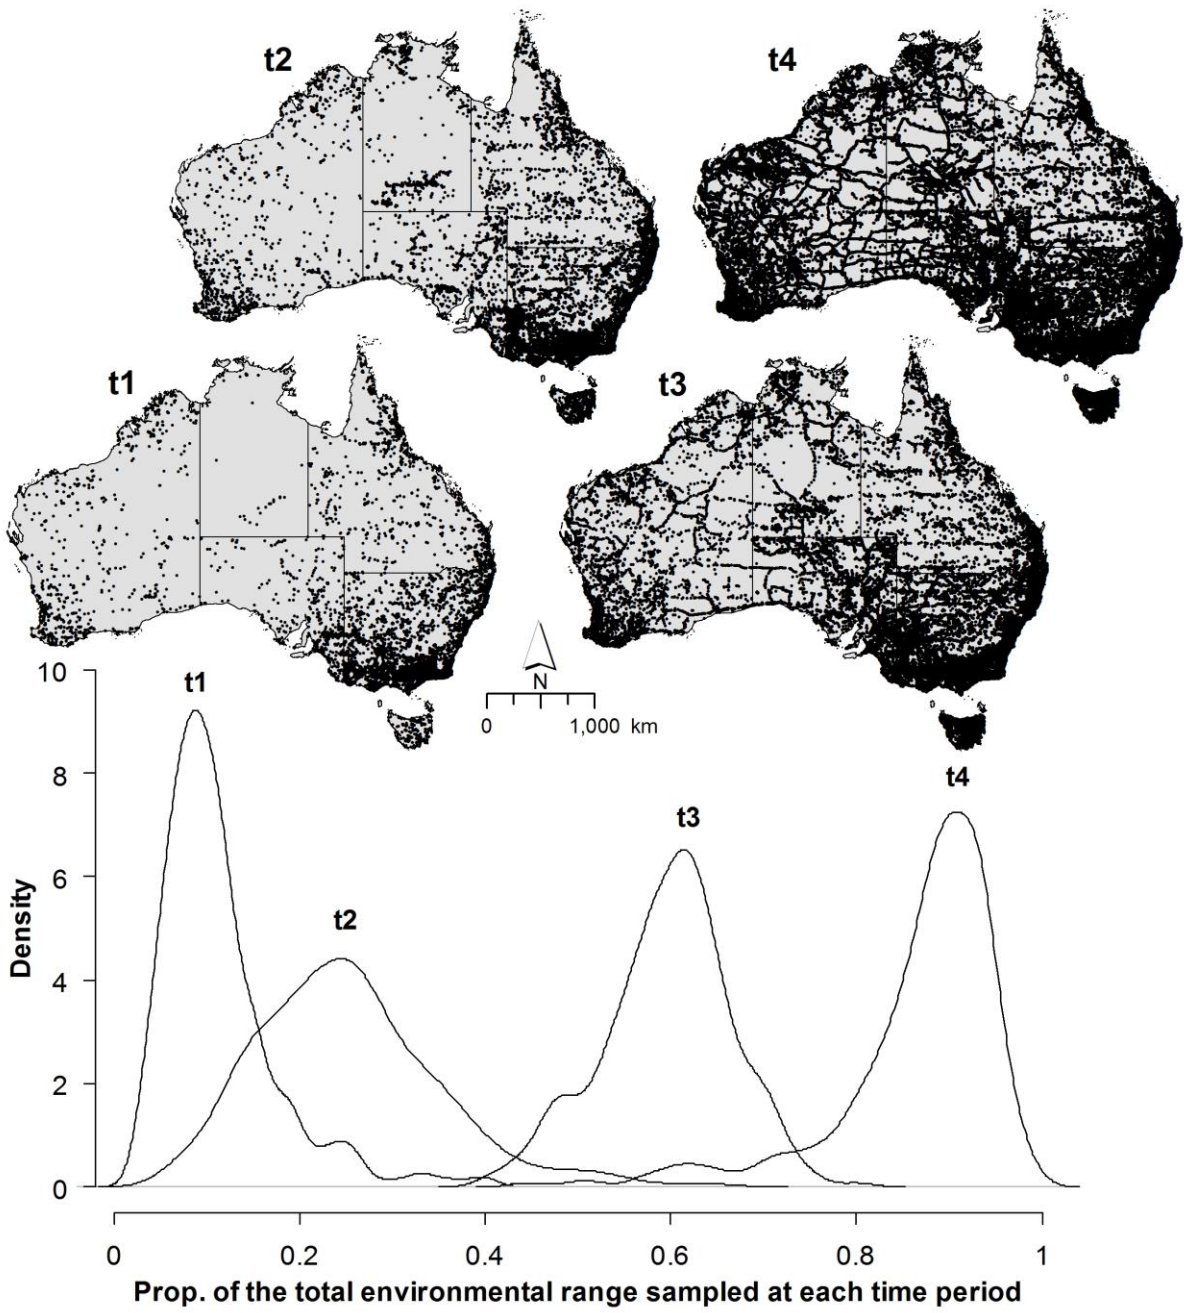 t2
t4
t1
t3
N
0 1,000 km
10
8
6
4
2
0
Density
t1
t2
t3
t4
0 0.2 0.4 0.6 0.8 1
Prop. of the total environmental range sampled at each time period